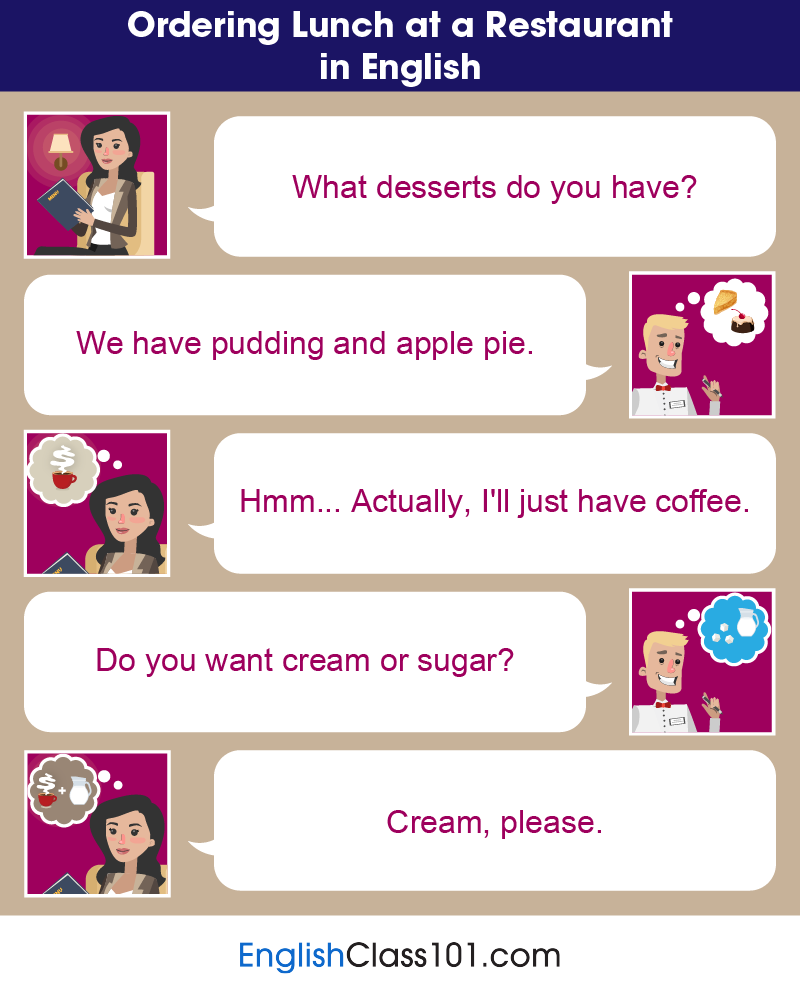 Ordering Lunch at a Restaurant
in English
What desserts do you have?
We have pudding and apple pie.
Hmm... Actually, I'll just have coffee.
Do you want cream or sugar?
Cream, please.
EnglishClass101.com